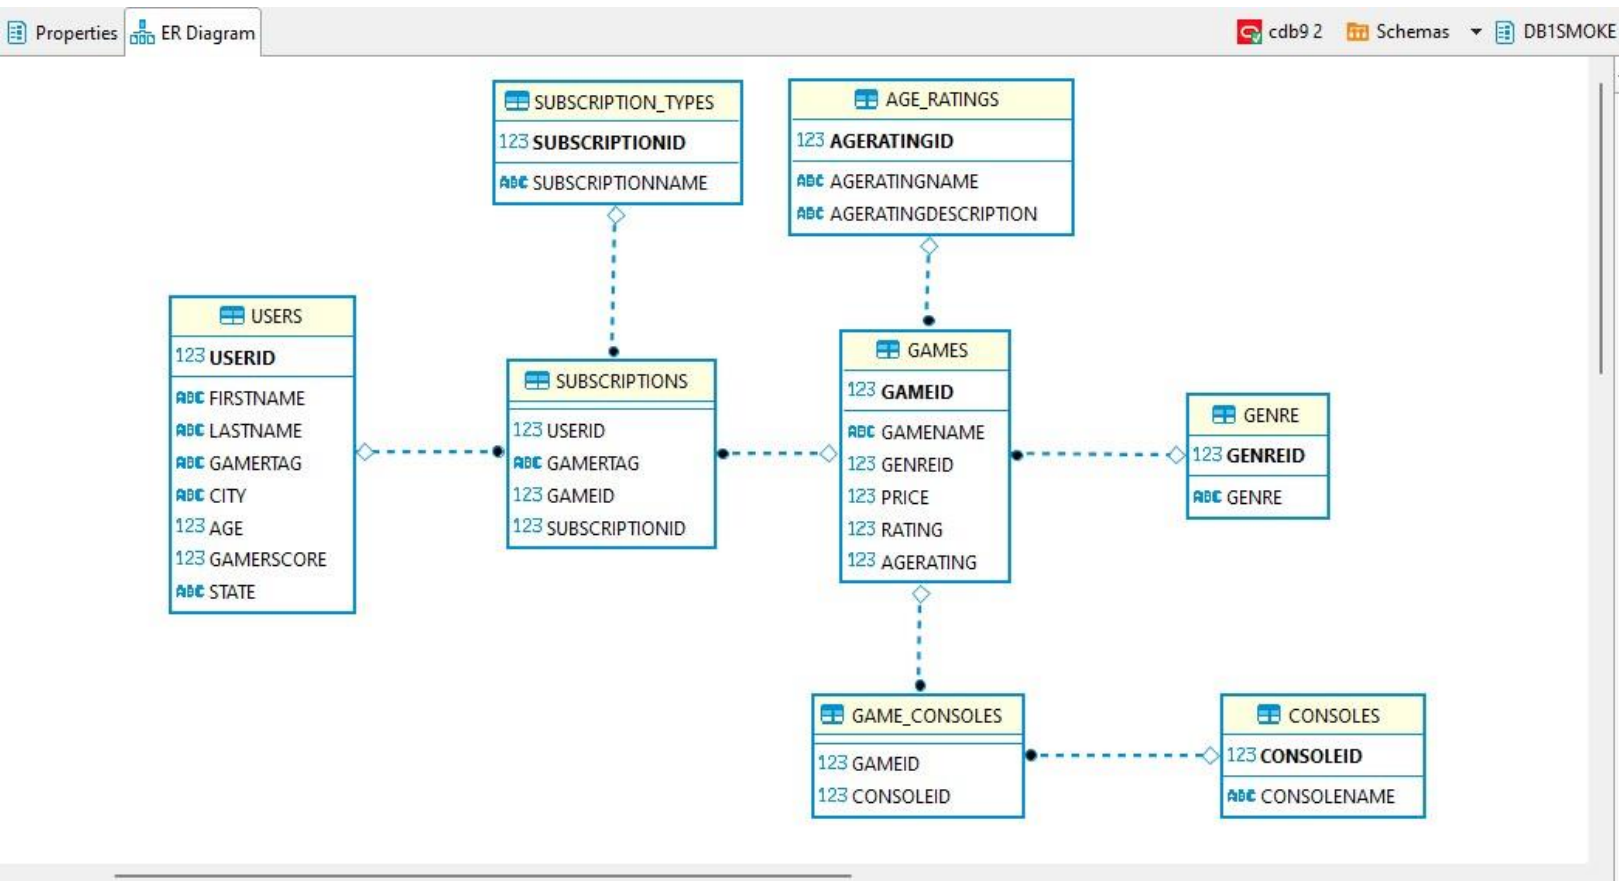 Properties ER Diagram cdb9 2 Schemas DB1SMOKE
SUBSCRIPTION_TYPES
123 SUBSCRIPTIONID
ABC SUBSCRIPTIONNAME
AGE_RATINGS
123 AGERATINGID
ABC AGERATINGNAME
ABC AGERATINGDESCRIPTION
USERS
123 USERID
ABC FIRSTNAME
ABC LASTNAME
ABC GAMERTAG
ABC CITY
123 AGE
123 GAMERSCORE
ABC STATE
SUBSCRIPTIONS
123 USERID
ABC GAMERTAG
123 GAMEID
123 SUBSCRIPTIONID
GAMES
123 GAMEID
ABC GAMENAME
123 GENREID
123 PRICE
123 RATING
123 AGERATING
GENRE
123 GENREID
ABC GENRE
GAME_CONSOLES
123 GAMEID
123 CONSOLEID
CONSOLES
123 CONSOLEID
ABC CONSOLENAME